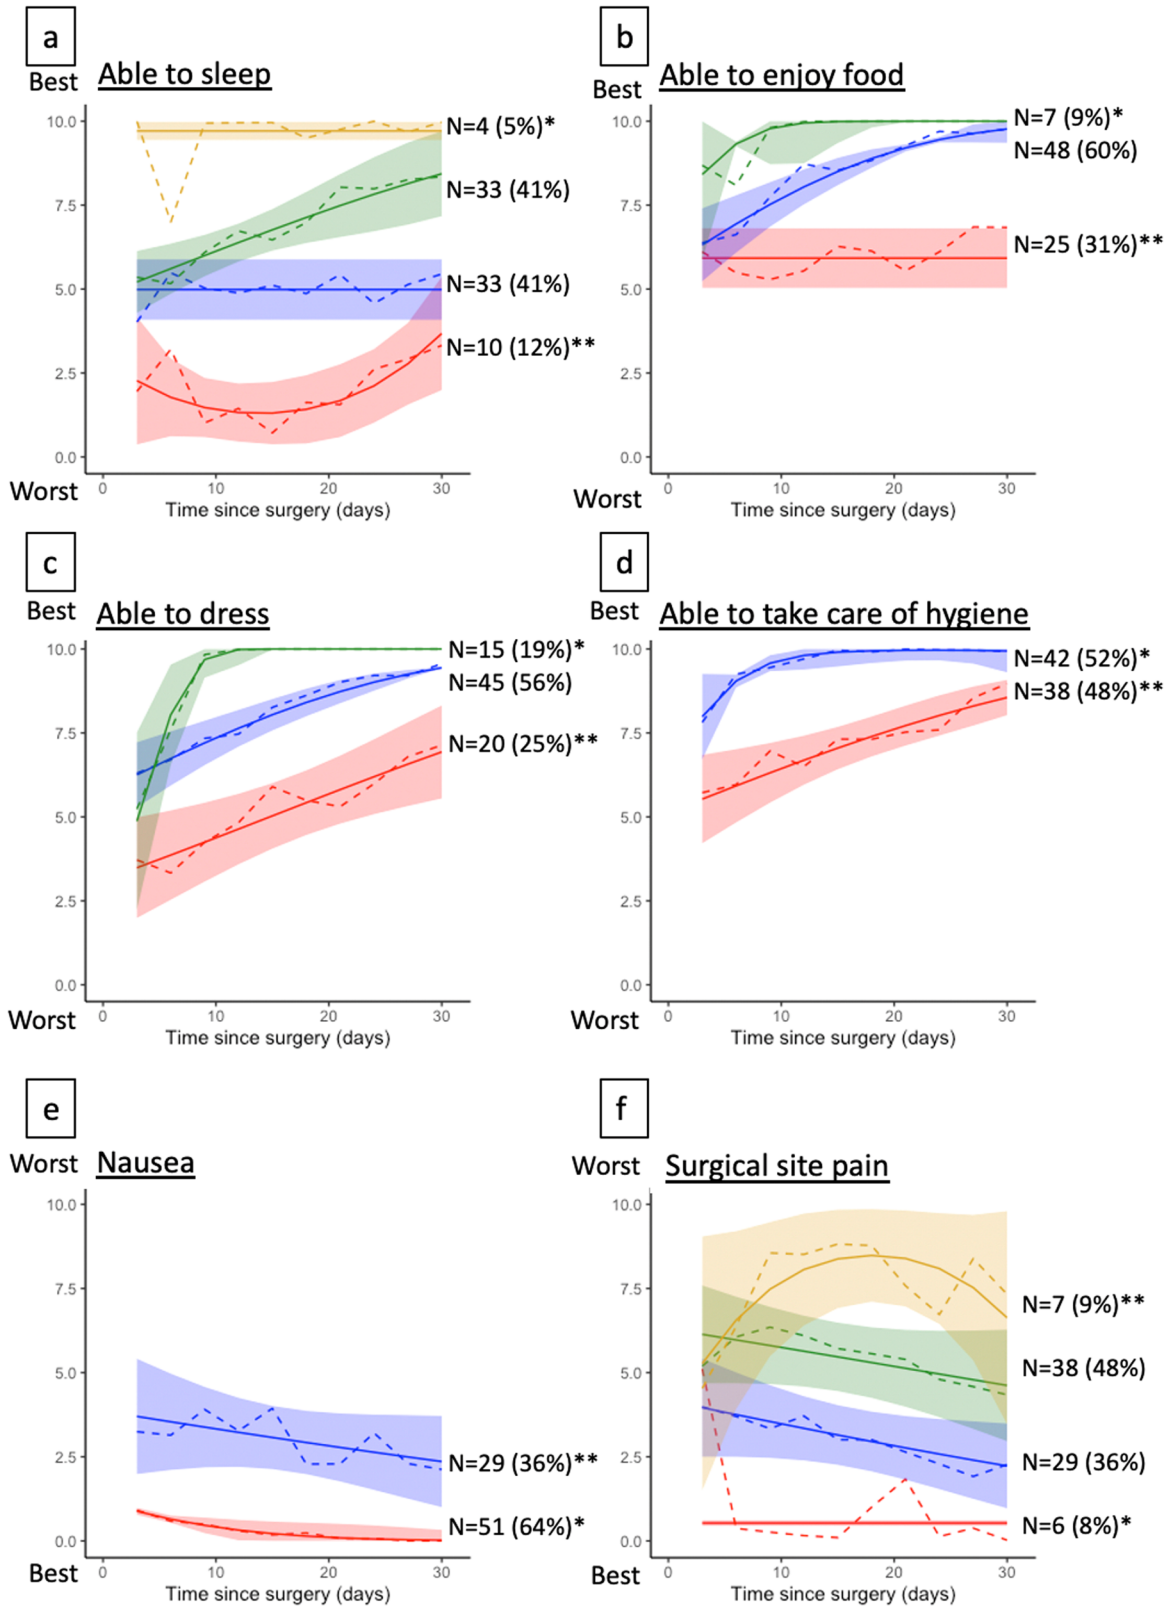 a
Best
Able to sleep
10.0
7.5
5.0
2.5
0.0
N=4 (5%)*
N=33 (41%)
N=33 (41%)
N=10 (12%)**
Worst
0 10 20 30
Time since surgery (days)
b
Best
Able to enjoy food
10.0
7.5
5.0
2.5
0.0
N=7 (9%)*
N=48 (60%)
N=25 (31%)**
Worst
0 10 20 30
Time since surgery (days)
c
Best
Able to dress
10.0
7.5
5.0
2.5
0.0
N=15 (19%)*
N=45 (56%)
N=20 (25%)**
Worst
0 10 20 30
Time since surgery (days)
d
Best
Able to take care of hygiene
10.0
7.5
5.0
2.5
0.0
N=42 (52%)*
N=38 (48%)**
Worst
0 10 20 30
Time since surgery (days)
e
Worst
Nausea
10.0
7.5
5.0
2.5
0.0
N=29 (36%)**
N=51 (64%)*
Best
0 10 20 30
Time since surgery (days)
f
Worst
Surgical site pain
10.0
7.5
5.0
2.5
0.0
N=7 (9%)**
N=38 (48%)
N=29 (36%)
N=6 (8%)*
Best
0 10 20 30
Time since surgery (days)